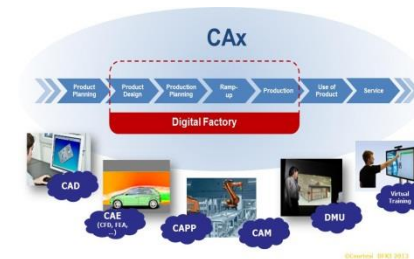 CAx
Product
Planning
Product
Design
Production
Planning
Ramp-
up
Production
Use of
Product
Service
Digital Factory
CAD
CAE
(CFD, FEA,
...)
CAPP
CAM
DMU
Virtual
Training